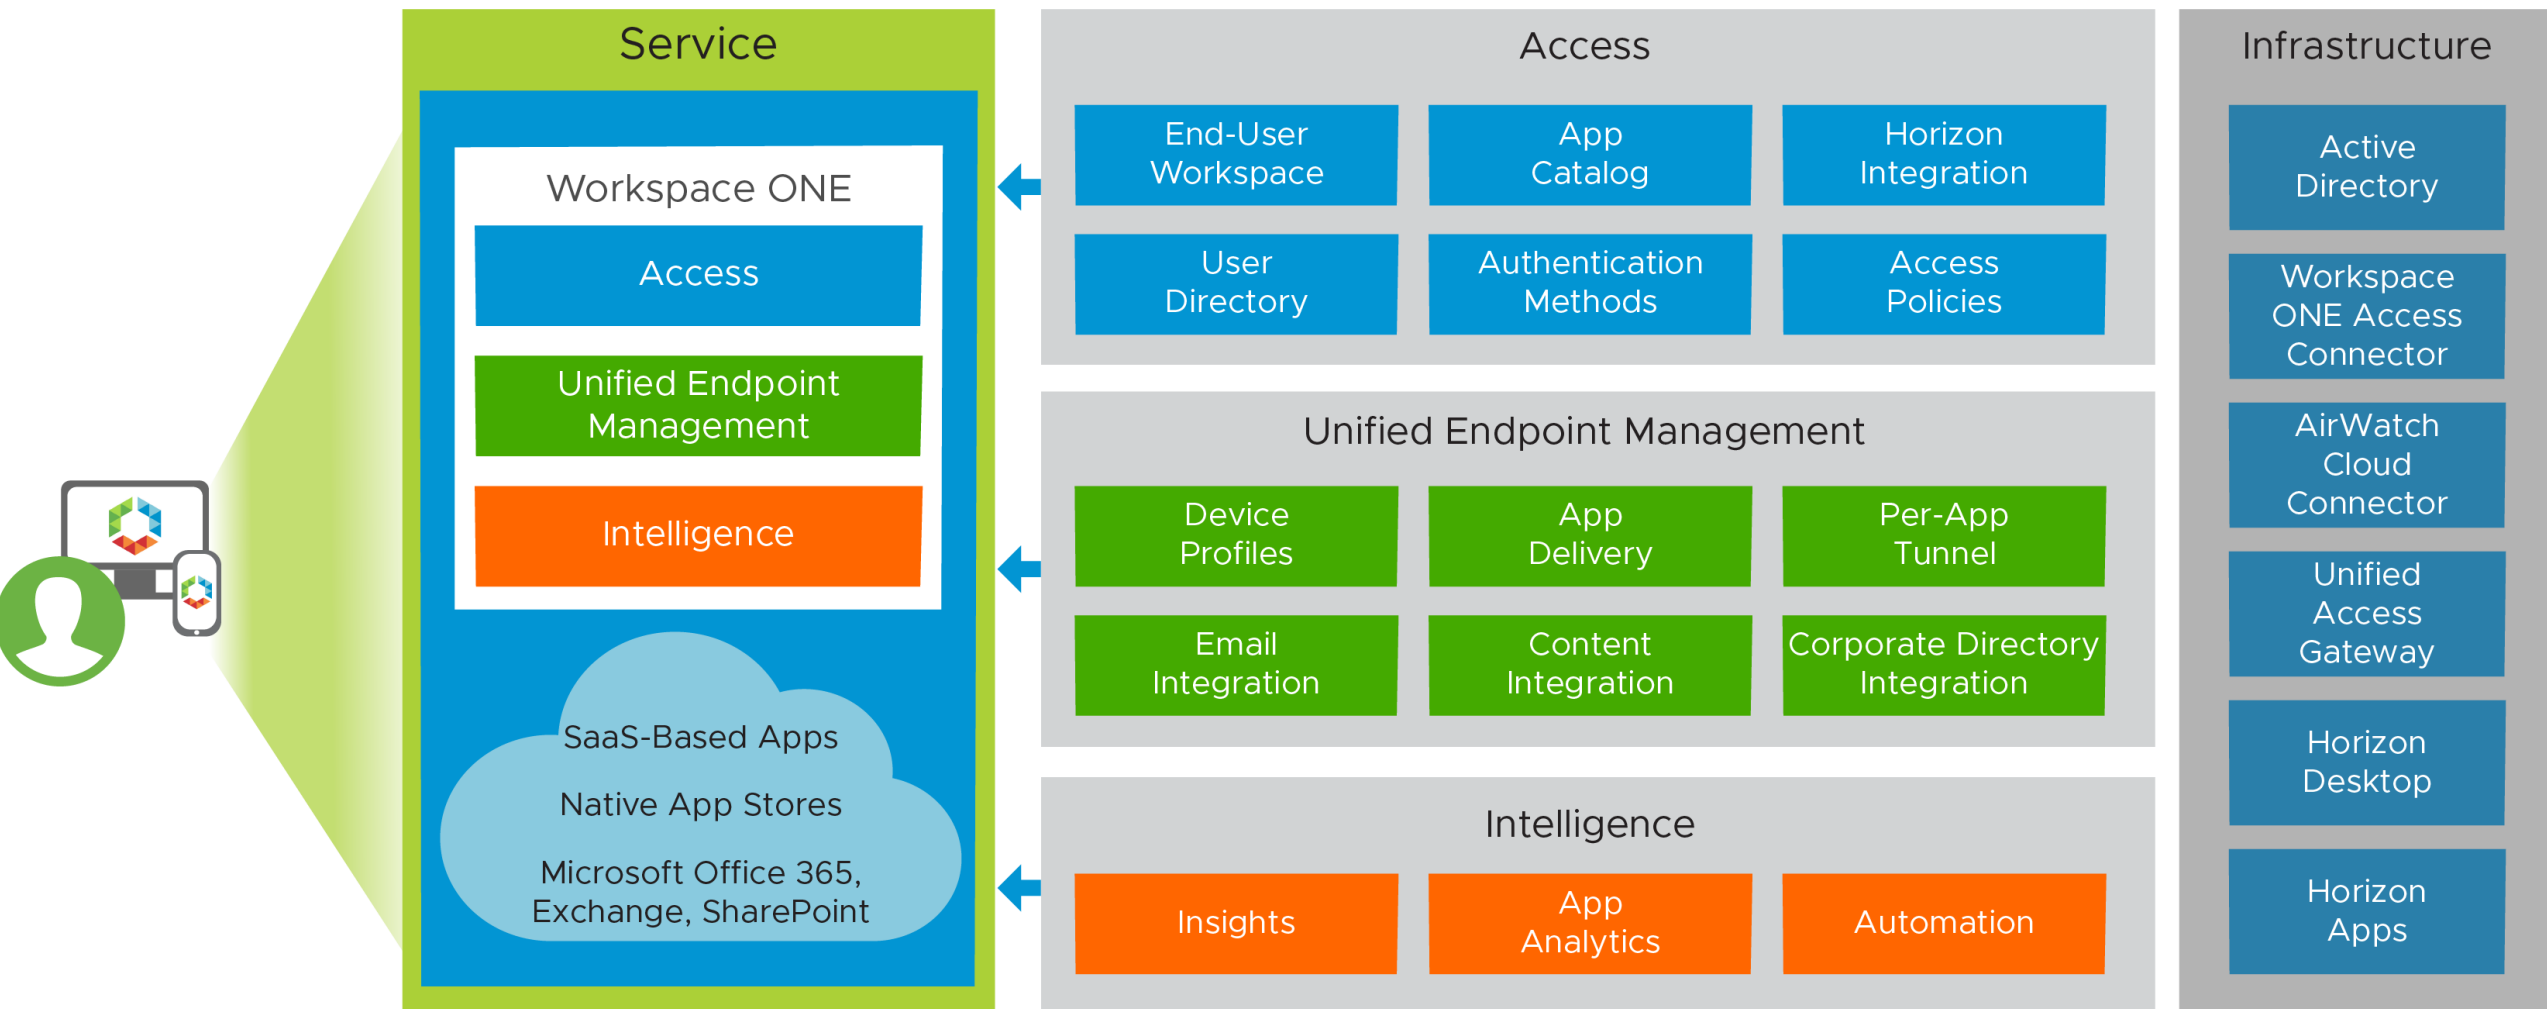 Service
Workspace ONE
Access
Unified Endpoint
Management
Intelligence
SaaS-Based Apps
Native App Stores
Microsoft Office 365,
Exchange, SharePoint
Access
End-User
Workspace
App
Catalog
Horizon
Integration
User
Directory
Authentication
Methods
Access
Policies
Unified Endpoint Management
Device
Profiles
App
Delivery
Per-App
Tunnel
Email
Integration
Content
Integration
Corporate Directory
Integration
Intelligence
Insights
App
Analytics
Automation
Infrastructure
Active
Directory
Workspace
ONE Access
Connector
AirWatch
Cloud
Connector
Unified
Access
Gateway
Horizon
Desktop
Horizon
Apps